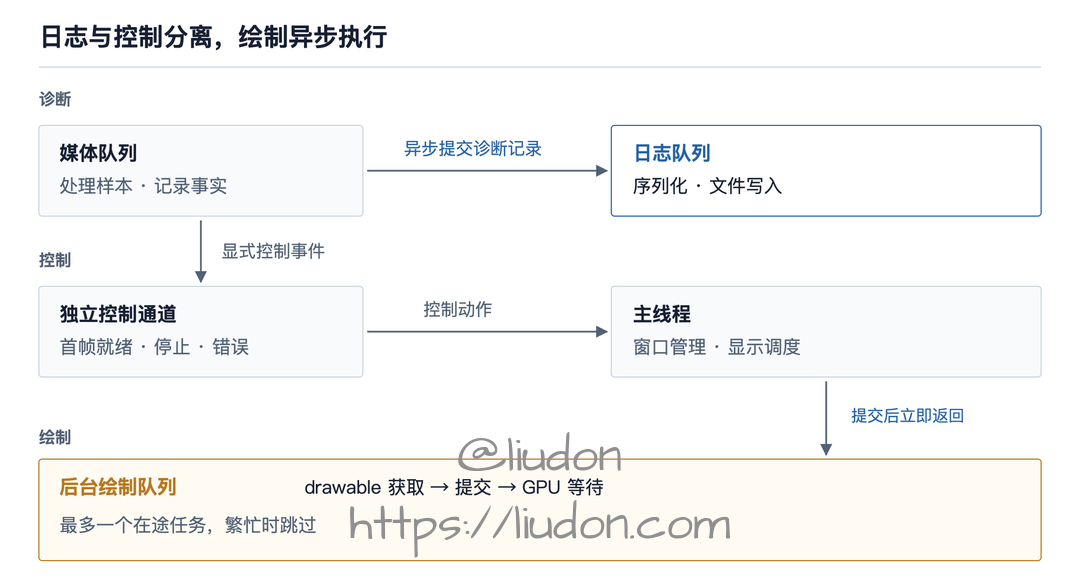 日志与控制分离，绘制异步执行
诊断
媒体队列
处理样本 · 记录事实
异步提交诊断记录
日志队列
序列化 · 文件写入
显式控制事件
控制
独立控制通道
首帧就绪 · 停止 · 错误
控制动作
主线程
窗口管理 · 显示调度
提交后立即返回
绘制
后台绘制队列
drawable 获取 → 提交 → GPU 等待
最多一个在途任务，繁忙时跳过
@liudon
https://liudon.com